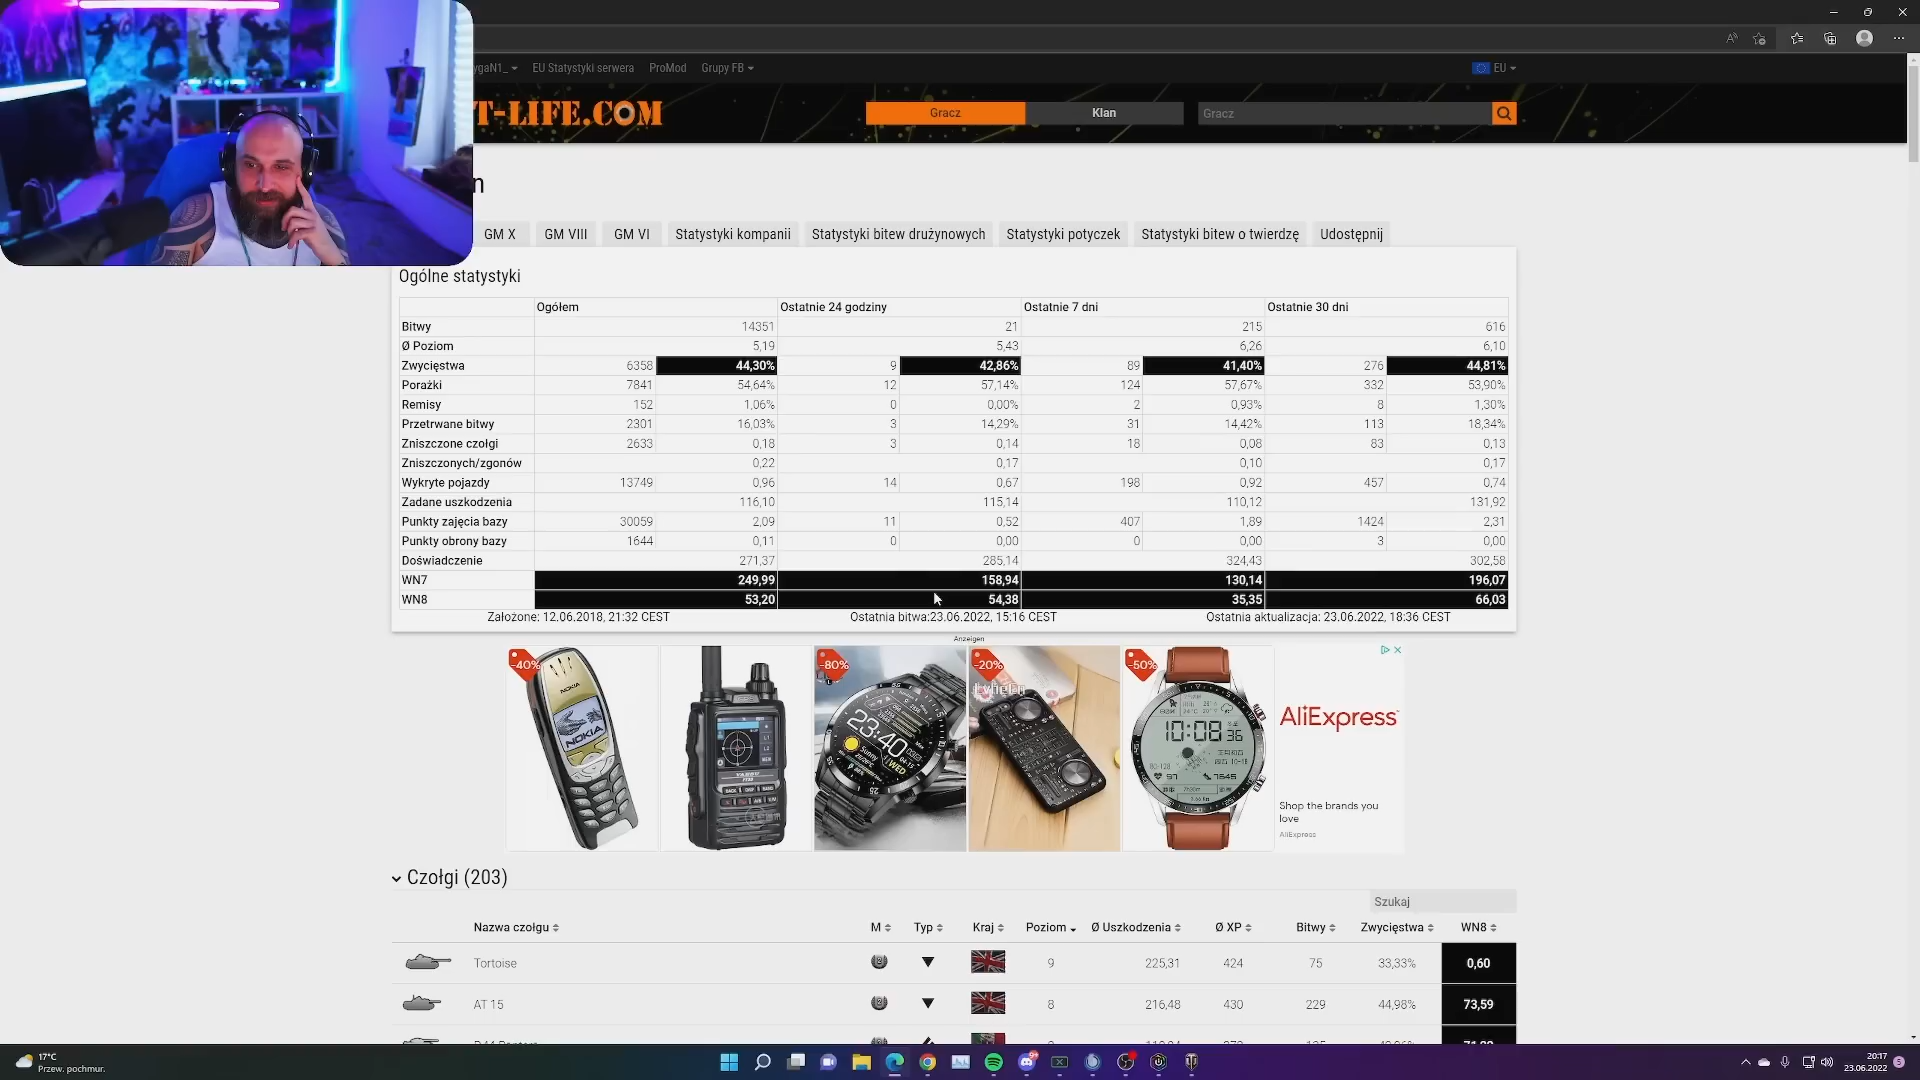 ygaN1_ EU Statystyki serwera ProMod Grupy FB EU
T-LIFE.COM Gracz Klan Gracz
n
GM X GM VIII GM VI Statystyki kompanii Statystyki bitew drużynowych Statystyki potyczek Statystyki bitew o twierdzę Udostępnij
Ogólne statystyki
Ogółem Ostatnie 24 godziny Ostatnie 7 dni Ostatnie 30 dni
Bitwy 14351 21 215 616
Ø Poziom 5,19 5,43 6,26 6,10
Zwycięstwa 6358 44,30% 9 42,86% 89 41,40% 276 44,81%
Porażki 7841 54,64% 12 57,14% 124 57,67% 332 53,90%
Remisy 152 1,06% 0 0,00% 2 0,93% 8 1,30%
Przetrwane bitwy 2301 16,03% 3 14,29% 31 14,42% 113 18,34%
Zniszczone czołgi 2633 0,18 3 0,14 18 0,08 83 0,13
Zniszczonych/zgonów 0,22 0,17 0,10 0,17
Wykryte pojazdy 13749 0,96 14 0,67 198 0,92 457 0,74
Zadane uszkodzenia 116,10 115,14 110,12 131,92
Punkty zajęcia bazy 30059 2,09 11 0,52 407 1,89 1424 2,31
Punkty obrony bazy 1644 0,11 0 0,00 0 0,00 3 0,00
Doświadczenie 271,37 285,14 324,43 302,58
WN7 249,99 158,94 130,14 196,07
WN8 53,20 54,38 35,35 66,03
Założone: 12.06.2018, 21:32 CEST Ostatnia bitwa:23.06.2022, 15:16 CEST Ostatnia aktualizacja: 23.06.2022, 18:36 CEST
Anzeigen
-40% -80% -20% -50%
NOKIA
NOKIA
23:40
Sunny
WED
10:08 36
AliExpress
Shop the brands you
love
AliExpress
Czołgi (203)
Szukaj
Nazwa czołgu M Typ Kraj Poziom Ø Uszkodzenia Ø XP Bitwy Zwycięstwa WN8
Tortoise 9 225,31 424 75 33,33% 0,60
AT 15 8 216,48 430 229 44,98% 73,59
17°C
Przew. pochmur.
20:17
23.06.2022
5